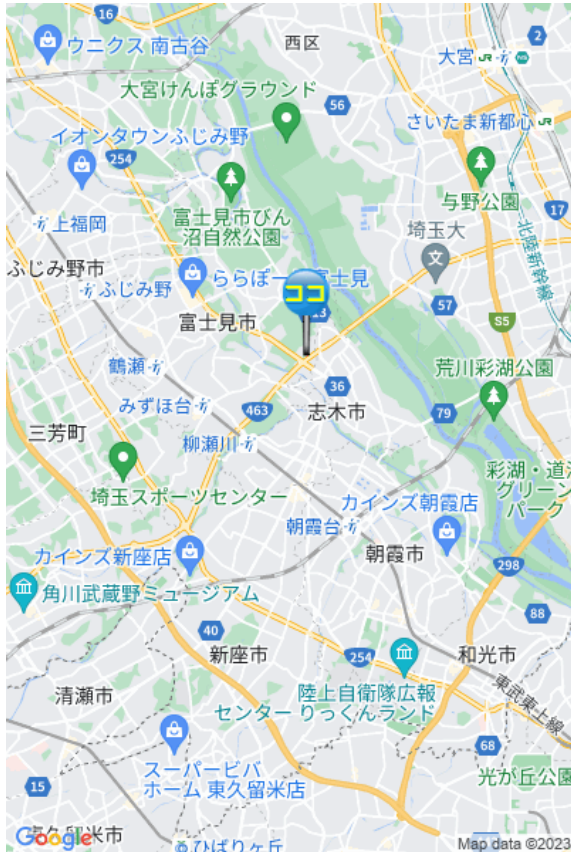 16
ウニクス 南古谷
西区
大宮
JR
2
大宮けんぽグラウンド
56
さいたま新都心
JR
イオンタウンふじみ野
254
与野公園
17
上福岡
富士見市びん
沼自然公園
埼玉大
文
北陸新幹線
ふじみ野市
ふじみ野
ららぽー
富士見
ココ
13
57
S5
富士見市
鶴瀬
36
荒川彩湖公園
みずほ台
463
志木市
79
三芳町
柳瀬川
彩湖・道
グリーン
パーク
埼玉スポーツセンター
朝霞台
カインズ朝霞店
カインズ新座店
朝霞市
298
角川武蔵野ミュージアム
88
40
新座市
254
和光市
清瀬市
陸上自衛隊広報
センター りっくんランド
東武東上線
68
スーパービバ
ホーム 東久留米店
15
光が丘公園
Google
久留米市
ひばりヶ丘
Map data ©2023